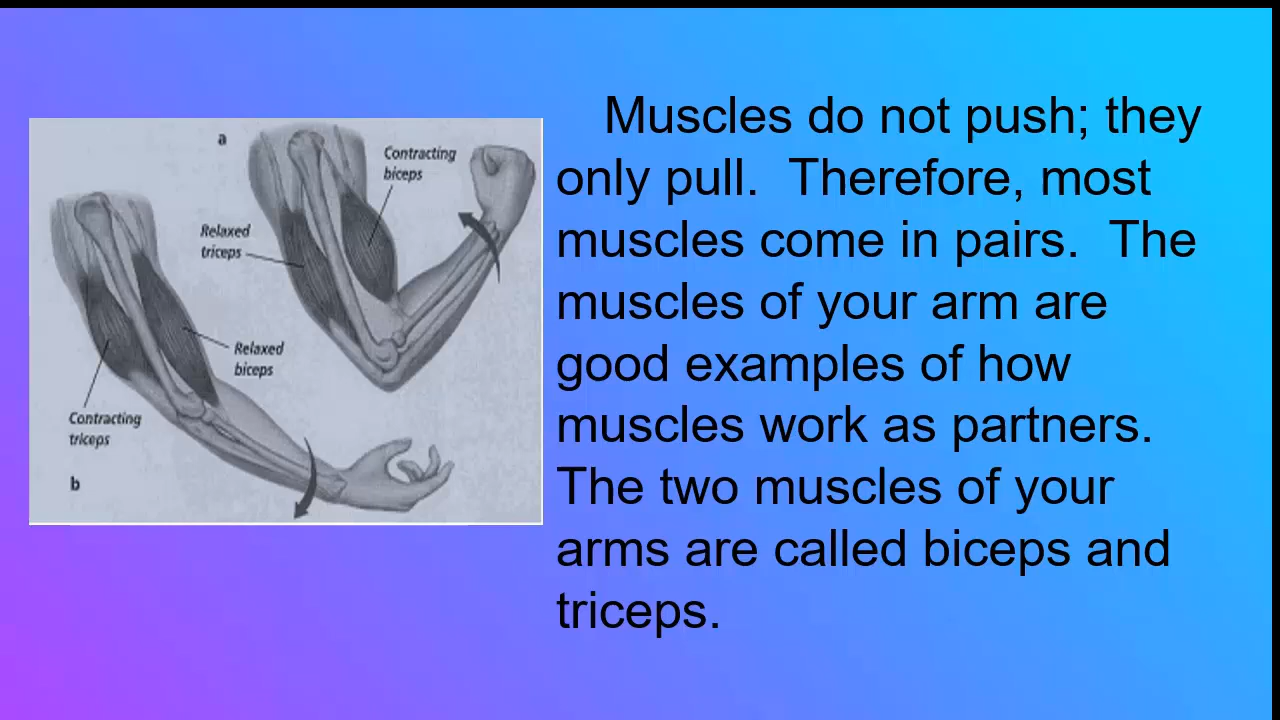 a
Contracting
biceps
Relaxed
triceps
Relaxed
biceps
Contracting
triceps
b
Muscles do not push; they
only pull.  Therefore, most
muscles come in pairs.  The
muscles of your arm are
good examples of how
muscles work as partners.
The two muscles of your
arms are called biceps and
triceps.